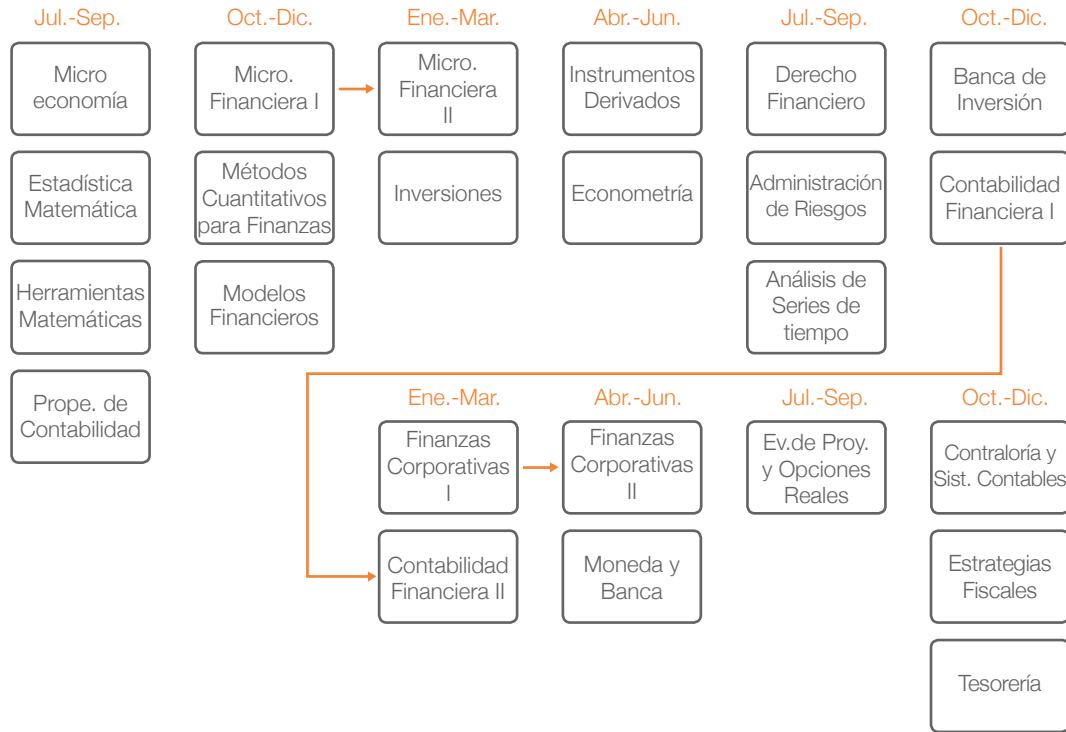 Jul.-Sep.
Micro
economía
Estadística
Matemática
Herramientas
Matemáticas
Prope. de
Contabilidad
Oct.-Dic.
Micro.
Financiera I
Métodos
Cuantitativos
para Finanzas
Modelos
Financieros
Ene.-Mar.
Micro.
Financiera
II
Inversiones
Abr.-Jun.
Instrumentos
Derivados
Econometría
Jul.-Sep.
Derecho
Financiero
Administración
de Riesgos
Análisis de
Series de
tiempo
Oct.-Dic.
Banca de
Inversión
Contabilidad
Financiera I
Ene.-Mar.
Finanzas
Corporativas
I
Contabilidad
Financiera II
Abr.-Jun.
Finanzas
Corporativas
II
Moneda y
Banca
Jul.-Sep.
Ev.de Proy.
y Opciones
Reales
Oct.-Dic.
Contraloría y
Sist. Contables
Estrategias
Fiscales
Tesorería